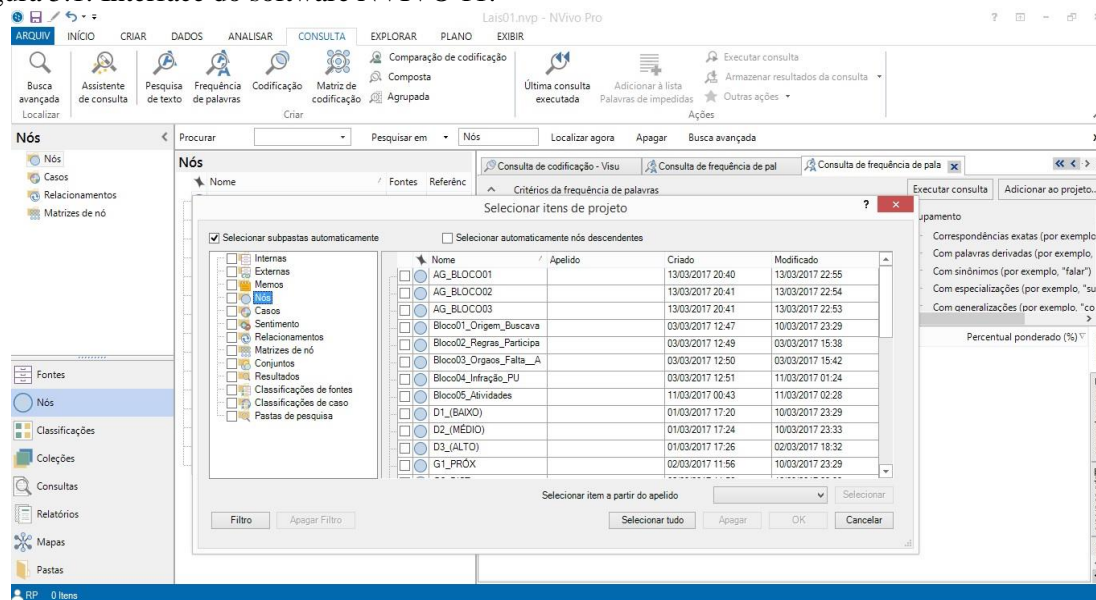 Interface do software NVIVO 11.
Lais01.nvp - NVivo Pro
ARQUIV INÍCIO CRIAR DADOS ANALISAR CONSULTA EXPLORAR PLANO EXIBIR
Busca avançada
Assistente de consulta
Pesquisa de texto
Frequência de palavras
Codificação
Matriz de codificação
Comparação de codificação
Composta
Agrupada
Última consulta executada
Adicionar à lista
Palavras de impedidas
Executar consulta
Armazenar resultados da consulta
Outras ações
Localizar
Criar
Ações
Nós
Procurar
Pesquisar em
Nós
Localizar agora
Apagar
Busca avançada
Nós
Casos
Relacionamentos
Matrizes de nó
Nós
Nome Fontes Referênc
Consulta de codificação - Visu
Consulta de frequência de pal
Consulta de frequência de pala
Critérios da frequência de palavras
Executar consulta
Adicionar ao projeto...
upamento
Correspondências exatas (por exemplo
Com palavras derivadas (por exemplo,
Com sinônimos (por exemplo, "falar")
Com especializações (por exemplo, "su
Com generalizações (por exemplo, "co
Percentual ponderado (%)
Selecionar itens de projeto
?
Selecionar subpastas automaticamente
Selecionar automaticamente nós descendentes
Internas
Externas
Memos
Nós
Casos
Sentimento
Relacionamentos
Matrizes de nó
Conjuntos
Resultados
Classificações de fontes
Classificações de caso
Pastas de pesquisa
Nome Apelido Criado Modificado
AG_BLOCO01 13/03/2017 20:40 13/03/2017 22:55
AG_BLOCO02 13/03/2017 20:41 13/03/2017 22:54
AG_BLOCO03 13/03/2017 20:41 13/03/2017 22:53
Bloco01_Origem_Buscava 03/03/2017 12:47 10/03/2017 23:29
Bloco02_Regras_Participa 03/03/2017 12:49 03/03/2017 15:38
Bloco03_Orgaos_Falta__A 03/03/2017 12:50 03/03/2017 15:42
Bloco04_Infração_PU 03/03/2017 12:51 11/03/2017 01:24
Bloco05_Atividades 11/03/2017 00:43 11/03/2017 02:28
D1_(BAIXO) 01/03/2017 17:20 10/03/2017 23:29
D2_(MÉDIO) 01/03/2017 17:24 10/03/2017 23:33
D3_(ALTO) 01/03/2017 17:26 02/03/2017 18:32
G1_PRÓX 02/03/2017 11:56 10/03/2017 23:29
Selecionar item a partir do apelido
Selecionar
Filtro
Apagar Filtro
Selecionar tudo
Apagar
OK
Cancelar
Fontes
Nós
Classificações
Coleções
Consultas
Relatórios
Mapas
Pastas
RP 0 Itens